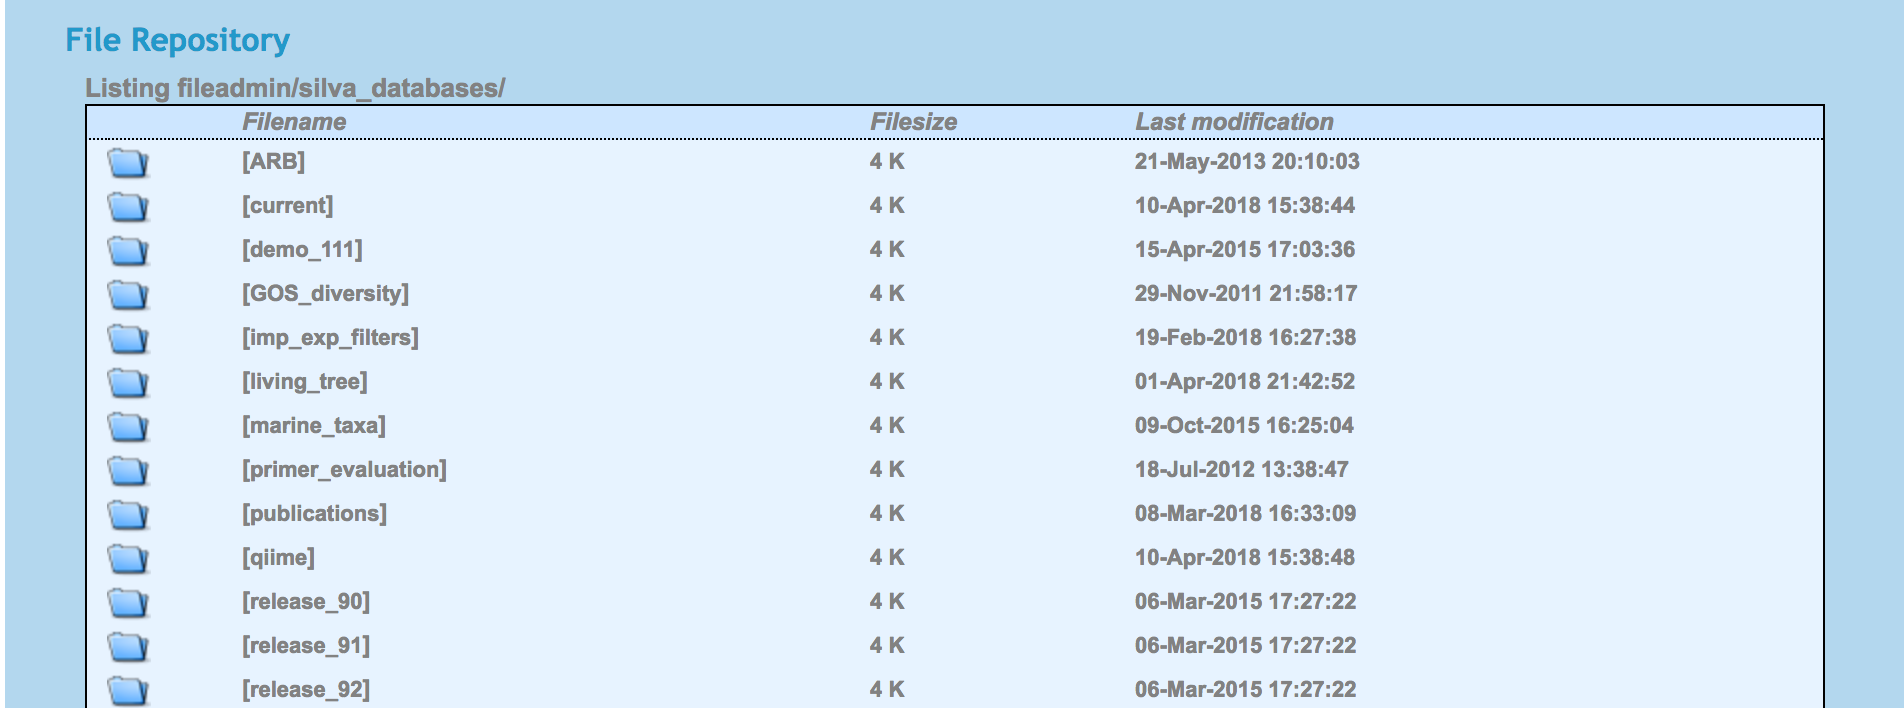 File Repository
Listing fileadmin/silva_databases/
Filename Filesize Last modification
[ARB] 4 K 21-May-2013 20:10:03
[current] 4 K 10-Apr-2018 15:38:44
[demo_111] 4 K 15-Apr-2015 17:03:36
[GOS_diversity] 4 K 29-Nov-2011 21:58:17
[imp_exp_filters] 4 K 19-Feb-2018 16:27:38
[living_tree] 4 K 01-Apr-2018 21:42:52
[marine_taxa] 4 K 09-Oct-2015 16:25:04
[primer_evaluation] 4 K 18-Jul-2012 13:38:47
[publications] 4 K 08-Mar-2018 16:33:09
[qiime] 4 K 10-Apr-2018 15:38:48
[release_90] 4 K 06-Mar-2015 17:27:22
[release_91] 4 K 06-Mar-2015 17:27:22
[release_92] 4 K 06-Mar-2015 17:27:22